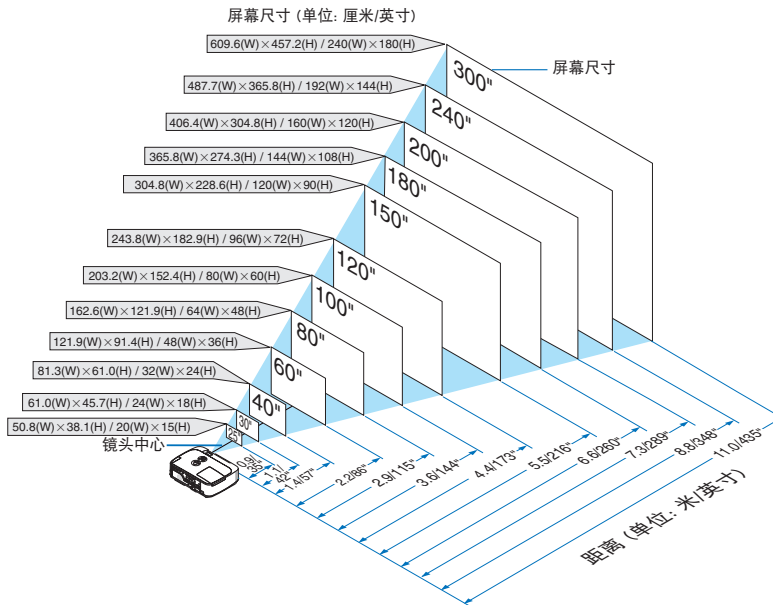 屏幕尺寸 (单位: 厘米/英寸)
609.6(W)×457.2(H) / 240(W)×180(H)
屏幕尺寸
300"
487.7(W)×365.8(H) / 192(W)×144(H)
240"
406.4(W)×304.8(H) / 160(W)×120(H)
200"
365.8(W)×274.3(H) / 144(W)×108(H)
180"
304.8(W)×228.6(H) / 120(W)×90(H)
150"
243.8(W)×182.9(H) / 96(W)×72(H)
120"
203.2(W)×152.4(H) / 80(W)×60(H)
100"
162.6(W)×121.9(H) / 64(W)×48(H)
80"
121.9(W)×91.4(H) / 48(W)×36(H)
60"
81.3(W)×61.0(H) / 32(W)×24(H)
40"
61.0(W)×45.7(H) / 24(W)×18(H)
30"
50.8(W)×38.1(H) / 20(W)×15(H)
25"
镜头中心
0.9/
35"
1.1/
42"
1.4/57"
2.2/86"
2.9/115"
3.6/144"
4.4/173"
5.5/216"
6.6/260"
7.3/289"
8.8/348"
11.0/435"
距离 (单位: 米/英寸)